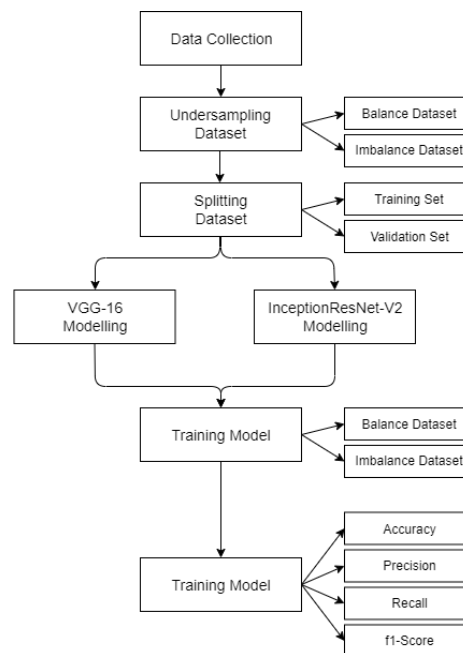 Data Collection
Undersampling
Dataset
Balance Dataset
Imbalance Dataset
Splitting
Dataset
Training Set
Validation Set
VGG-16
Modelling
InceptionResNet-V2
Modelling
Training Model
Balance Dataset
Imbalance Dataset
Training Model
Accuracy
Precision
Recall
f1-Score